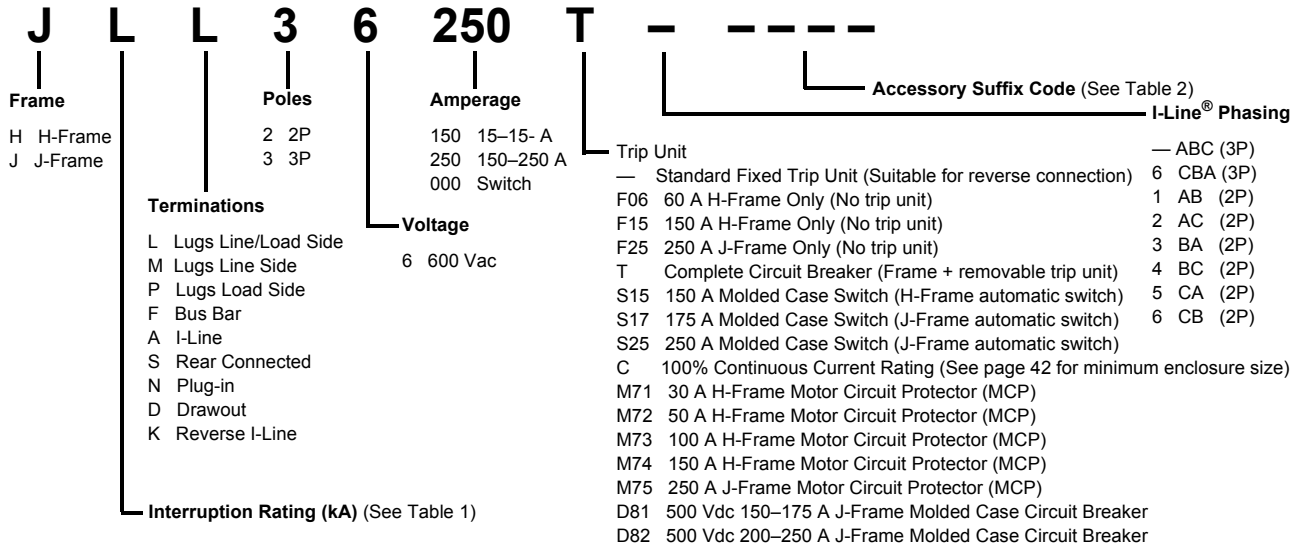 J L L 3 6 250 T – – – – –
Frame
H H-Frame
J J-Frame
Terminations
L Lugs Line/Load Side
M Lugs Line Side
P Lugs Load Side
F Bus Bar
A I-Line
S Rear Connected
N Plug-in
D Drawout
K Reverse I-Line
Interruption Rating (kA) (See Table 1)
Poles
2 2P
3 3P
Amperage
150 15–15- A
250 150–250 A
000 Switch
Voltage
6 600 Vac
Trip Unit
— Standard Fixed Trip Unit (Suitable for reverse connection)
F06 60 A H-Frame Only (No trip unit)
F15 150 A H-Frame Only (No trip unit)
F25 250 A J-Frame Only (No trip unit)
T Complete Circuit Breaker (Frame + removable trip unit)
S15 150 A Molded Case Switch (H-Frame automatic switch)
S17 175 A Molded Case Switch (J-Frame automatic switch)
S25 250 A Molded Case Switch (J-Frame automatic switch)
C 100% Continuous Current Rating (See page 42 for minimum enclosure size)
M71 30 A H-Frame Motor Circuit Protector (MCP)
M72 50 A H-Frame Motor Circuit Protector (MCP)
M73 100 A H-Frame Motor Circuit Protector (MCP)
M74 150 A H-Frame Motor Circuit Protector (MCP)
M75 250 A J-Frame Motor Circuit Protector (MCP)
D81 500 Vdc 150–175 A J-Frame Molded Case Circuit Breaker
D82 500 Vdc 200–250 A J-Frame Molded Case Circuit Breaker
Accessory Suffix Code (See Table 2)
I-Line® Phasing
— ABC (3P)
6 CBA (3P)
1 AB (2P)
2 AC (2P)
3 BA (2P)
4 BC (2P)
5 CA (2P)
6 CB (2P)